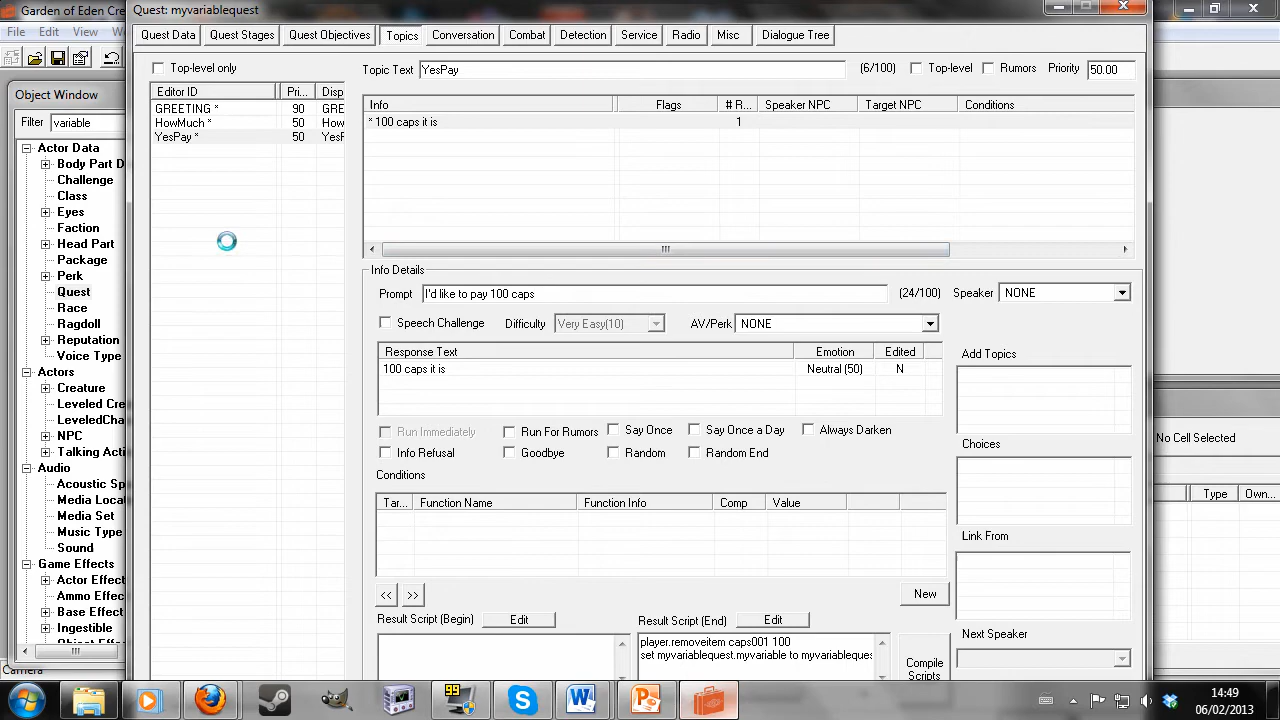 Garden of Eden Cre
Quest: myvariablequest
File Edit View
Quest Data Quest Stages Quest Objectives Topics Conversation Combat Detection Service Radio Misc Dialogue Tree
Top-level only
Topic Text YesPay (6/100) Top-level Rumors Priority 50.00
Object Window
Filter variable
Editor ID Pri... Disp
GREETING * 90 GRE
HowMuch * 50 How
YesPay * 50 YesF
Info Flags # R... Speaker NPC Target NPC Conditions
* 100 caps it is 1
Actor Data
Body Part D
Challenge
Class
Eyes
Faction
Head Part
Package
Perk
Quest
Race
Ragdoll
Reputation
Voice Type
Actors
Creature
Leveled Cre
LeveledCha
NPC
Talking Acti
Audio
Acoustic Sp
Media Locat
Media Set
Music Type
Sound
Game Effects
Actor Effect
Ammo Effec
Base Effect
Ingestible
Camera
Info Details
Prompt I'd like to pay 100 caps (24/100) Speaker NONE
Speech Challenge Difficulty Very Easy(10) AV/Perk NONE
Response Text Emotion Edited
100 caps it is Neutral (50) N
Add Topics
Choices
Link From
Next Speaker
Run Immediately Run For Rumors Say Once Say Once a Day Always Darken
Info Refusal Goodbye Random Random End
Conditions
Tar... Function Name Function Info Comp Value
<< >> New
Result Script (Begin) Edit Result Script (End) Edit
player.removeitem caps001 100
set myvariablequest.myvariable to myvariableques
Compile
Scripts
No Cell Selected
Type Own...
99
14:49
06/02/2013